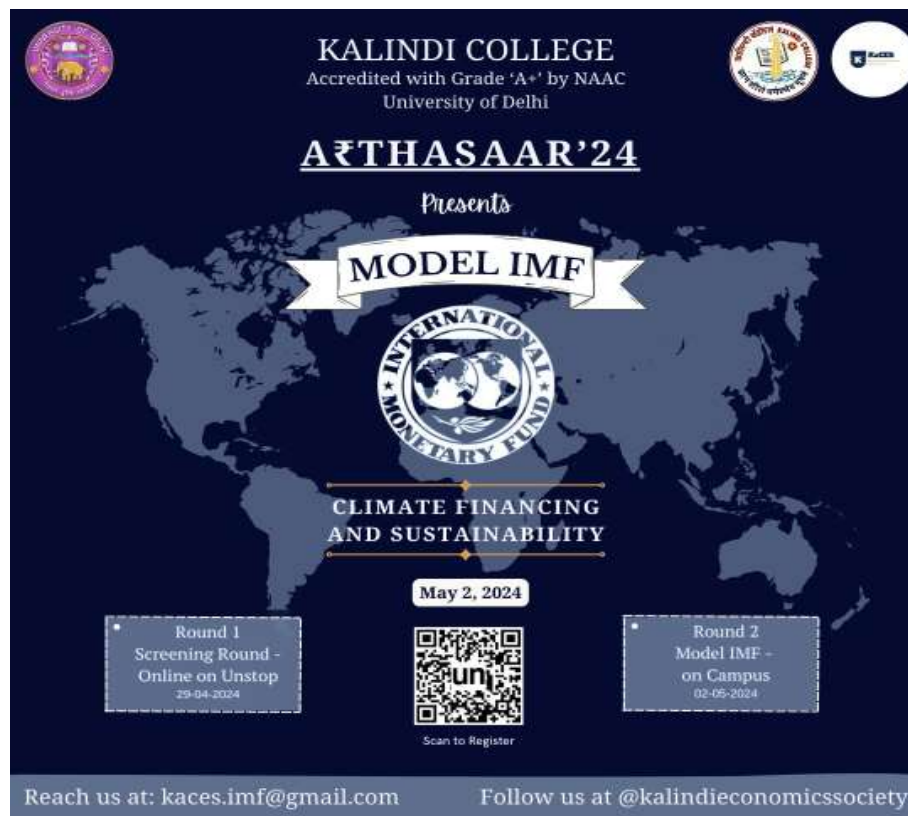 KALINDI COLLEGE
Accredited with Grade ‘A+’ by NAAC
University of Delhi
A₹THASAAR’24
Presents
MODEL IMF
INTERNATIONAL
MONETARY FUND
CLIMATE FINANCING
AND SUSTAINABILITY
May 2, 2024
Round 1
Screening Round -
Online on Unstop
29-04-2024
un
Scan to Register
Round 2
Model IMF -
on Campus
02-05-2024
Reach us at: kaces.imf@gmail.com
Follow us at @kalindieconomicssociety